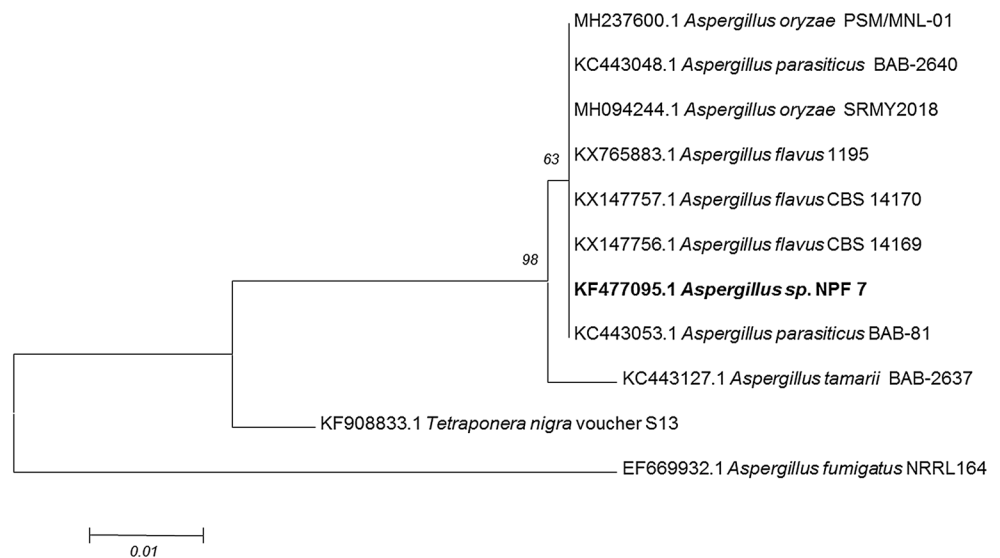 MH237600.1 Aspergillus oryzae PSM/MNL-01
KC443048.1 Aspergillus parasiticus BAB-2640
MH094244.1 Aspergillus oryzae SRMY2018
63
KX765883.1 Aspergillus flavus 1195
KX147757.1 Aspergillus flavus CBS 14170
KX147756.1 Aspergillus flavus CBS 14169
98
KF477095.1 Aspergillus sp. NPF 7
KC443053.1 Aspergillus parasiticus BAB-81
KC443127.1 Aspergillus tamarii BAB-2637
KF908833.1 Tetraponera nigra voucher S13
EF669932.1 Aspergillus fumigatus NRRL164
0.01